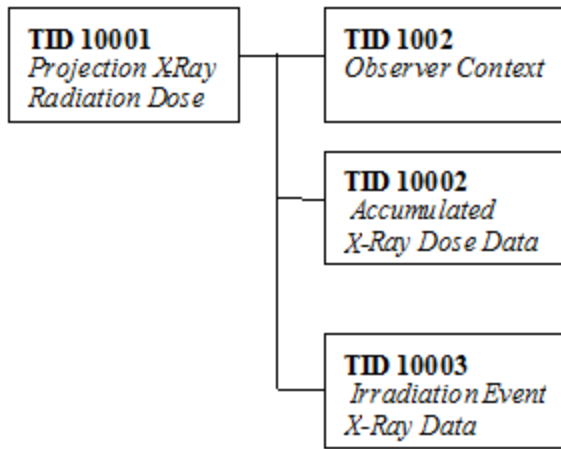 TID 10001
Projection X-Ray
Radiation Dose
TID 1002
Observer Context
TID 10002
Accumulated
X-Ray Dose Data
TID 10003
Irradiation Event
X-Ray Data